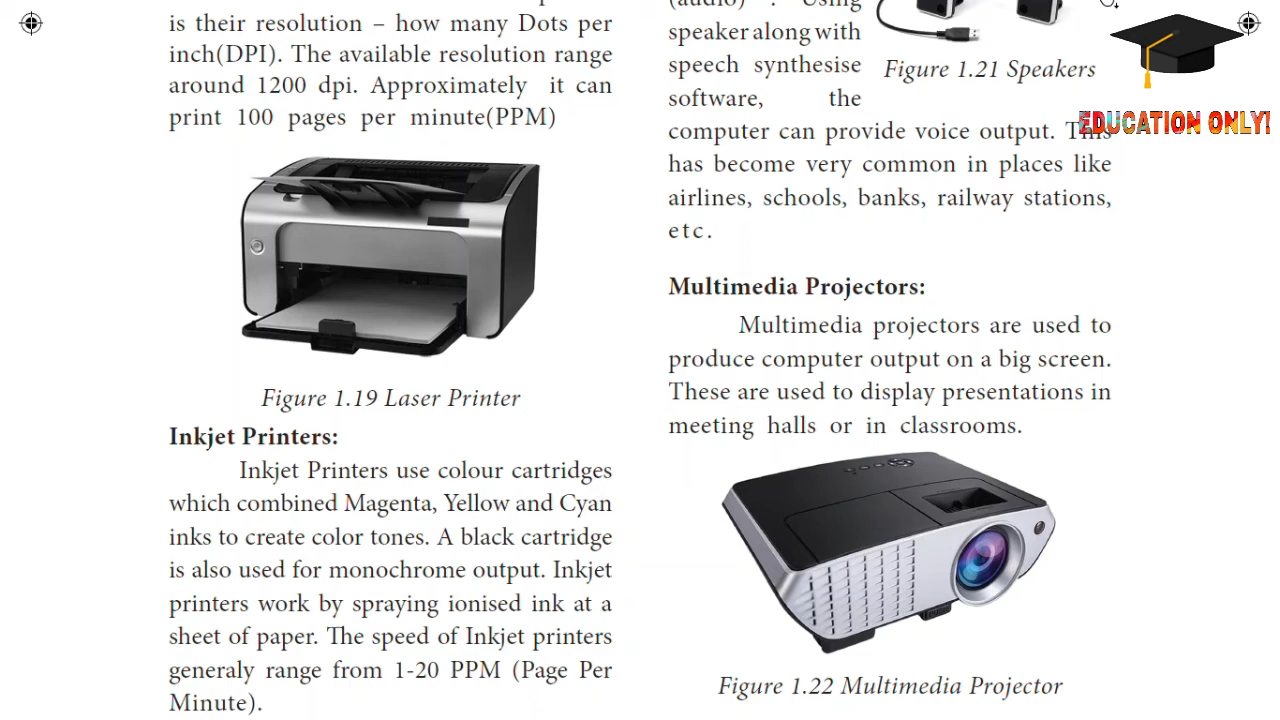 is their resolution – how many Dots per
inch(DPI). The available resolution range
around 1200 dpi. Approximately it can
print 100 pages per minute(PPM)
Figure 1.19 Laser Printer
Inkjet Printers:
Inkjet Printers use colour cartridges
which combined Magenta, Yellow and Cyan
inks to create color tones. A black cartridge
is also used for monochrome output. Inkjet
printers work by spraying ionised ink at a
sheet of paper. The speed of Inkjet printers
generaly range from 1-20 PPM (Page Per
Minute).
(audio) . Using
speaker along with
speech synthesise
software, the
computer can provide voice output. This
has become very common in places like
airlines, schools, banks, railway stations,
etc.
Figure 1.21 Speakers
EDUCATION ONLY!
Multimedia Projectors:
Multimedia projectors are used to
produce computer output on a big screen.
These are used to display presentations in
meeting halls or in classrooms.
Figure 1.22 Multimedia Projector